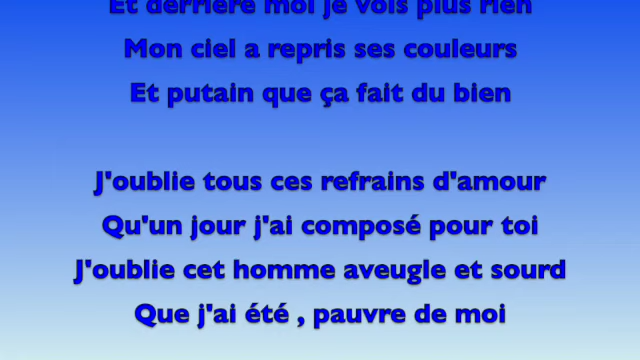 Et derrière moi je vois plus rien
Mon ciel a repris ses couleurs
Et putain que ça fait du bien
J'oublie tous ces refrains d'amour
Qu'un jour j'ai composé pour toi
J'oublie cet homme aveugle et sourd
Que j'ai été , pauvre de moi